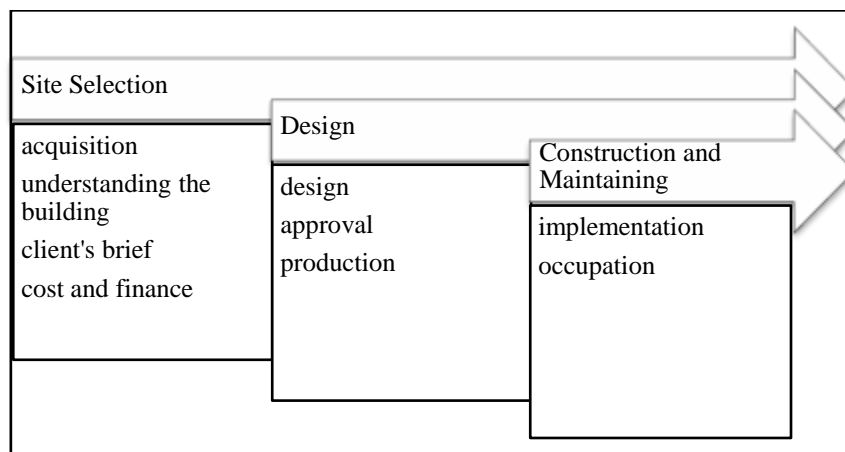 Site Selection
acquisition
understanding the
building
client's brief
cost and finance
Design
design
approval
production
Construction and
Maintaining
implementation
occupation